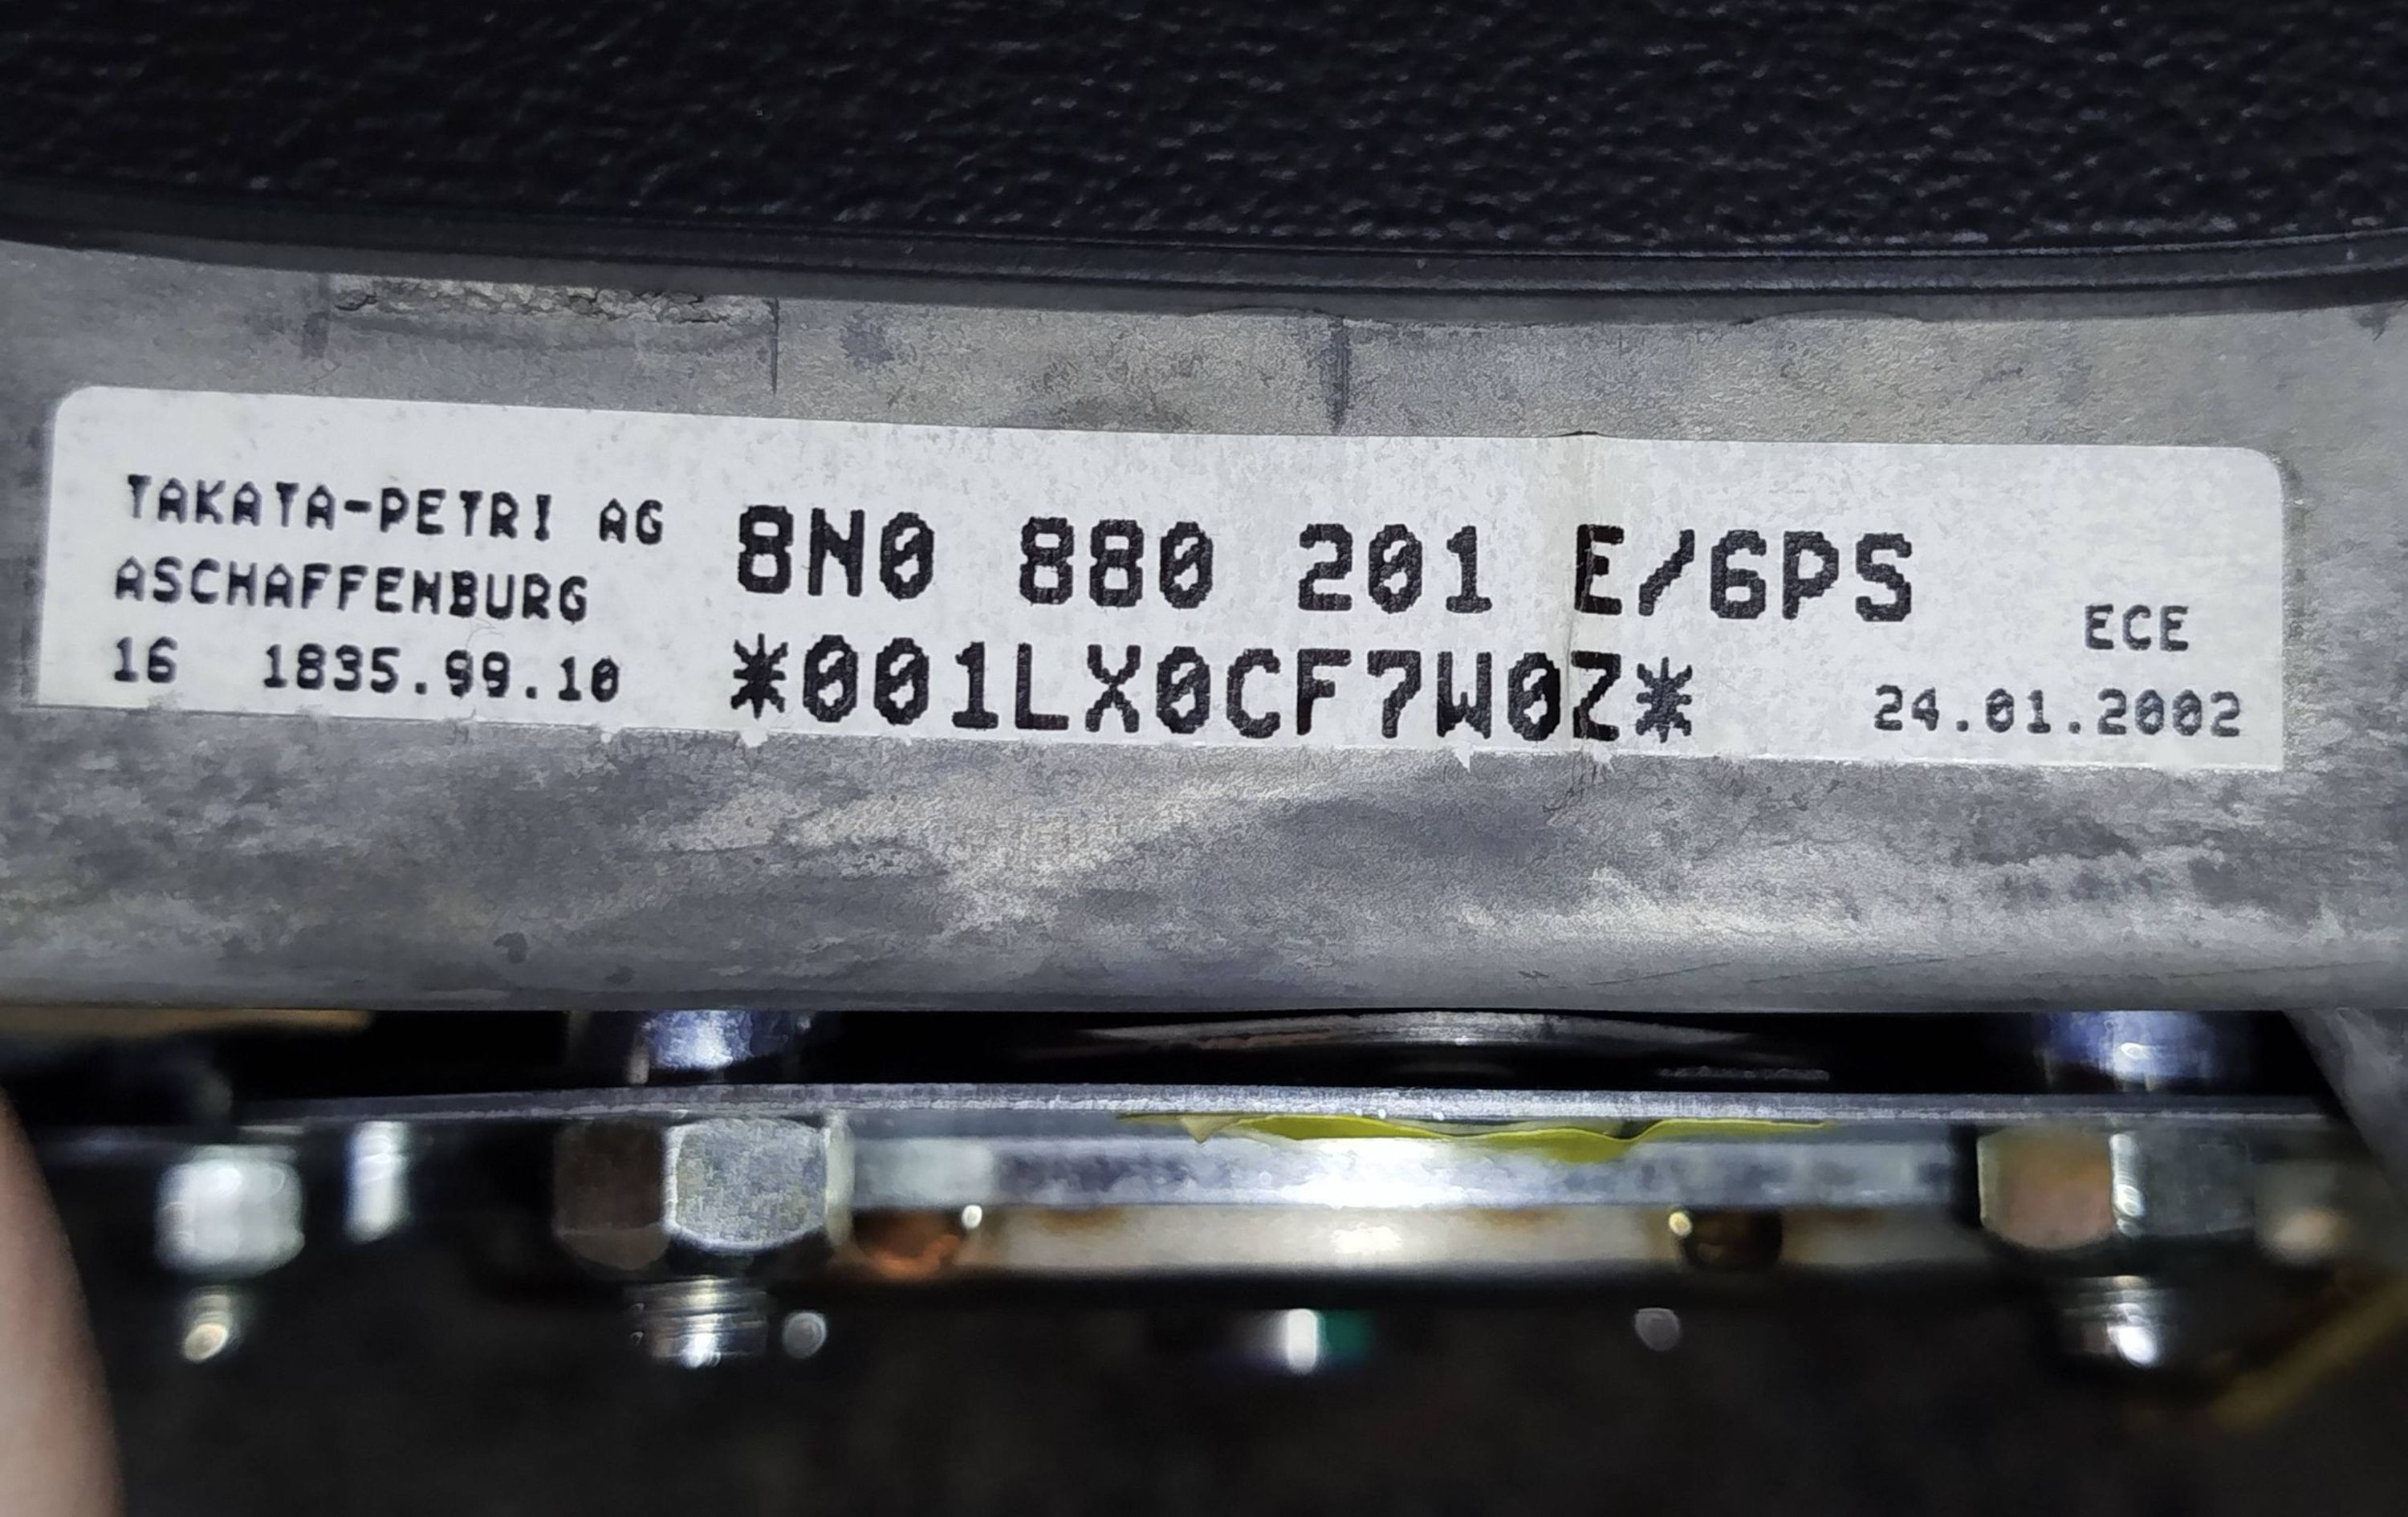 TAKATA-PETRI AG
ASCHAFFENBURG
16 1835.99.10
8N0 880 201 E/6PS
*001LX0CF7W0Z*
ECE
24.01.2002